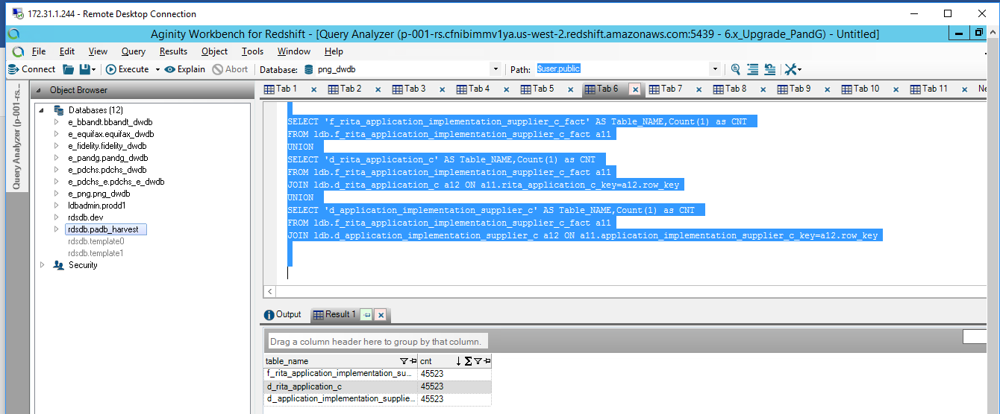 172.31.1.244 - Remote Desktop Connection
Aginity Workbench for Redshift - [Query Analyzer (p-001-rs.cfnibimmv1ya.us-west-2.redshift.amazonaws.com:5439 - 6.x_Upgrade_PandG) - Untitled]
File Edit View Query Results Object Tools Window Help
Connect Execute Explain Abort Database: png_dwdb Path: $user,public
Query Analyzer (p-001-rs...
Object Browser
Tab 1 Tab 2 Tab 3 Tab 4 Tab 5 Tab 6 Tab 7 Tab 8 Tab 9 Tab 10 Tab 11 Ne
Databases (12)
e_bbandt.bbandt_dwdb
e_equifax.equifax_dwdb
e_fidelity.fidelity_dwdb
e_pandg.pandg_dwdb
e_pdchs.pdchs_dwdb
e_pdchs_e.pdchs_e_dwdb
e_png.png_dwdb
ldbadmin.prodd1
rdsdb.dev
rdsdb.padb_harvest
rdsdb.template0
rdsdb.template1
Security
SELECT 'f_rita_application_implementation_supplier_c_fact' AS Table_NAME,Count(1) as CNT
FROM ldb.f_rita_application_implementation_supplier_c_fact a11
UNION
SELECT 'd_rita_application_c' AS Table_NAME,Count(1) as CNT
FROM ldb.f_rita_application_implementation_supplier_c_fact a11
JOIN ldb.d_rita_application_c a12 ON a11.rita_application_c_key=a12.row_key
UNION
SELECT 'd_application_implementation_supplier_c' AS Table_NAME,Count(1) as CNT
FROM ldb.f_rita_application_implementation_supplier_c_fact a11
JOIN ldb.d_application_implementation_supplier_c a12 ON a11.application_implementation_supplier_c_key=a12.row_key
Output Result 1
Drag a column header here to group by that column.
table_name cnt
f_rita_application_implementation_su... 45523
d_rita_application_c 45523
d_application_implementation_supplie... 45523